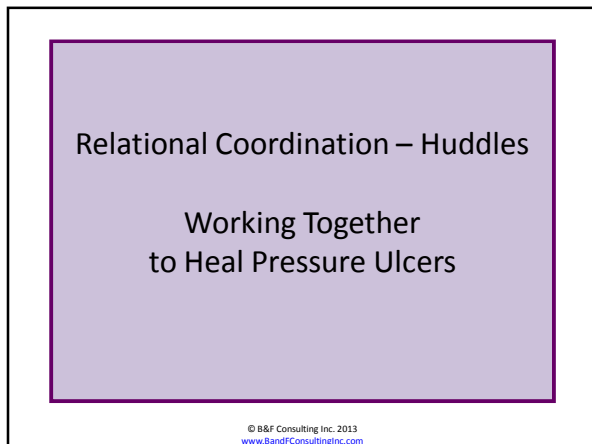 Relational Coordination – Huddles
Working Together
to Heal Pressure Ulcers
© B&F Consulting Inc. 2013
www.BandFConsultingInc.com